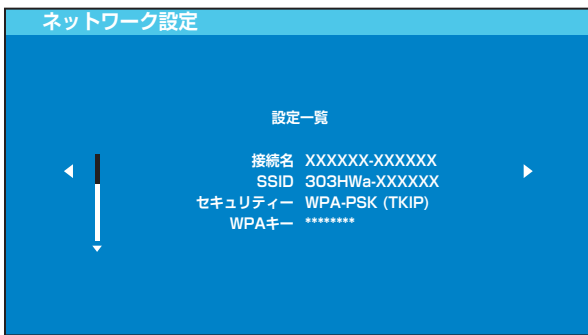 ネットワーク設定
設定一覧
接続名 XXXXXX-XXXXXX
SSID 303HWa-XXXXXX
セキュリティー WPA-PSK (TKIP)
WPAキー ********